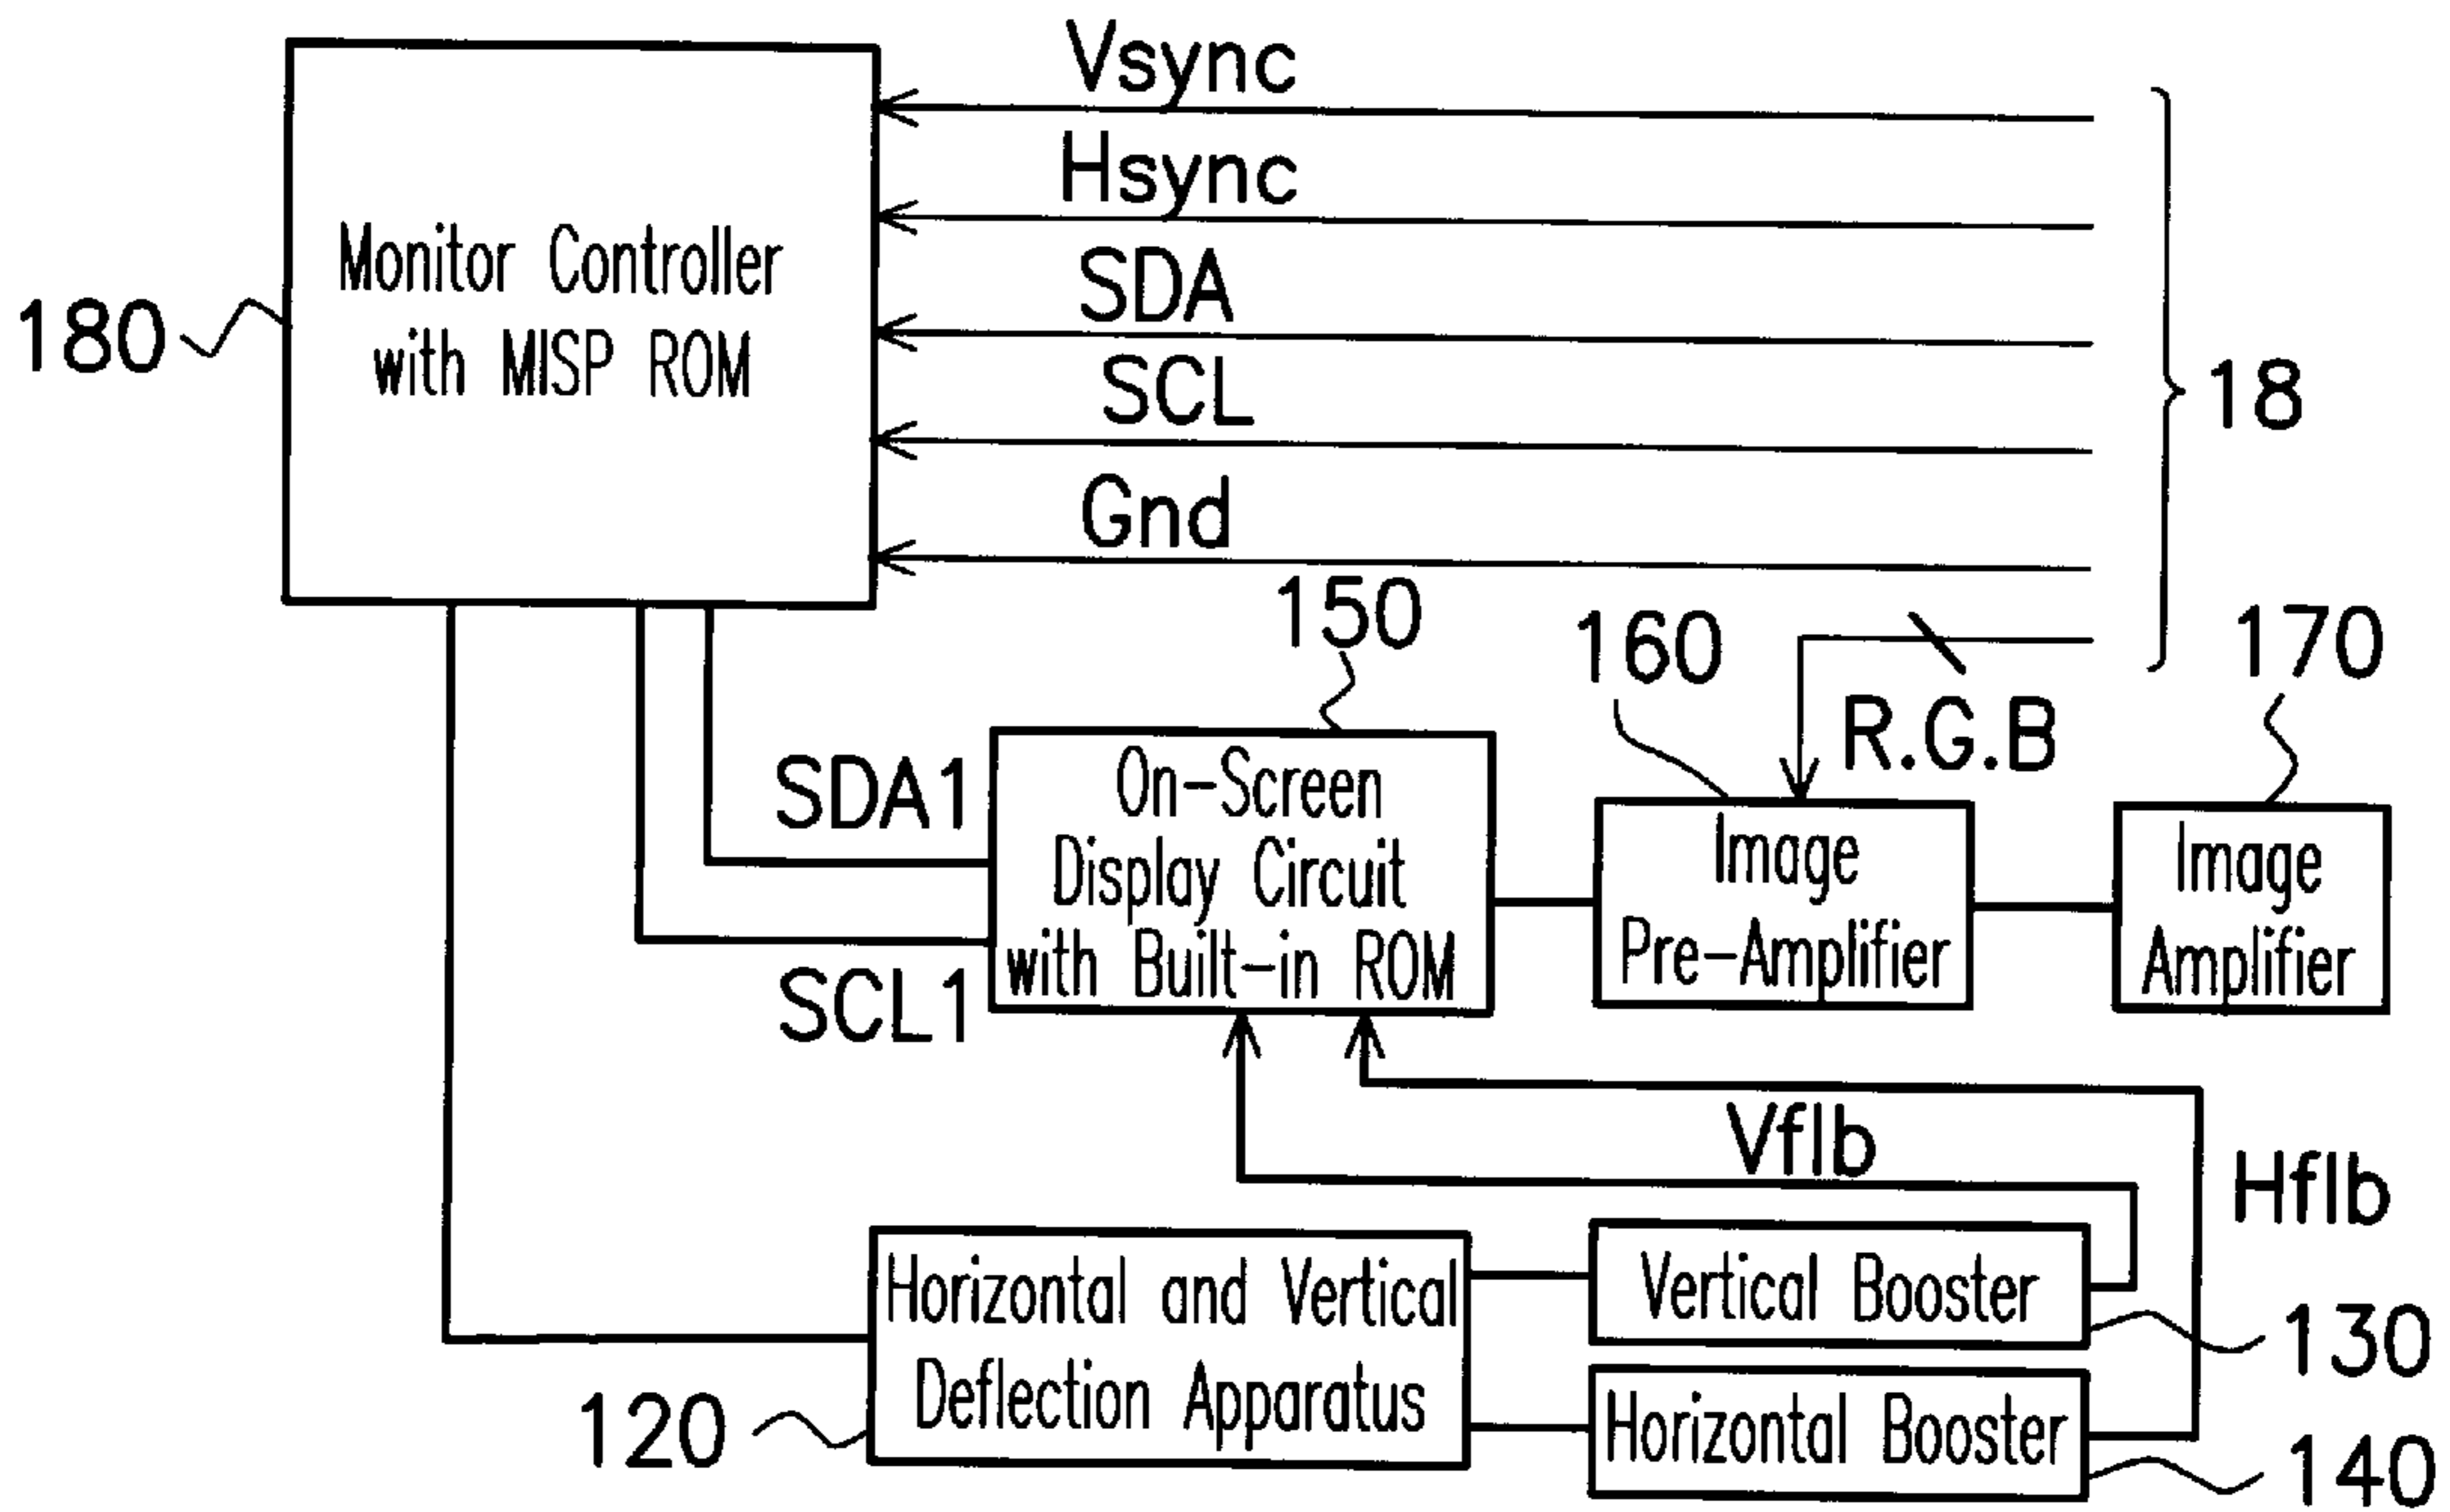 Vsync
Hsync
Monitor Controller
with MISP ROM
180
SDA
SCL
18
Gnd
150
160
170
R.G.B
SDA1
SCL1
On-Screen
Display Circuit
with Built-in ROM
Image
Pre-Amplifier
Image
Amplifier
Vflb
Hflb
Horizontal and Vertical
Deflection Apparatus
120
Vertical Booster
130
Horizontal Booster
140